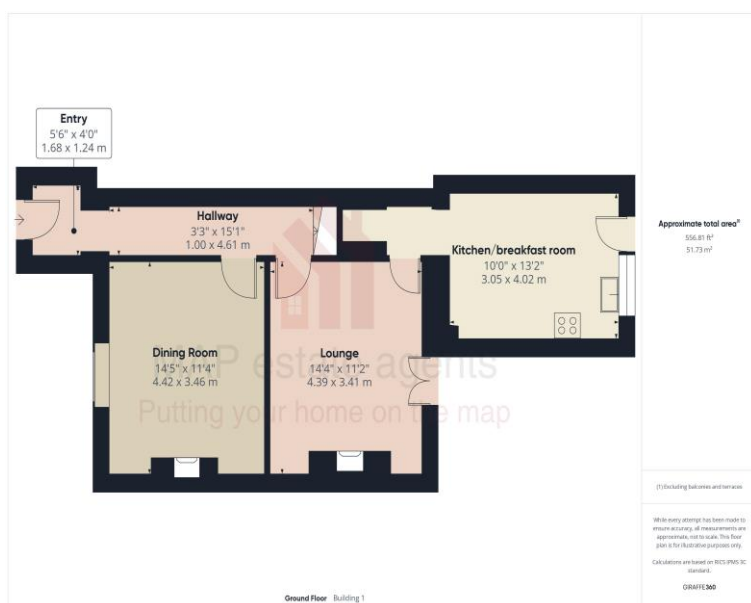 Entry
5'6" x 4'0"
1.68 x 1.24 m
Hallway
3'3" x 15'1"
1.00 x 4.61 m
Kitchen/breakfast room
10'0" x 13'2"
3.05 x 4.02 m
Dining Room
14'5" x 11'4"
4.42 x 3.46 m
Lounge
14'4" x 11'2"
4.39 x 3.41 m
MAP estate agents
Putting your home on the map
Approximate total area⁽¹⁾
556.81 ft²
51.73 m²
(1) Excluding balconies and terraces
While every attempt has been made to
ensure accuracy, all measurements are
approximate, not to scale. This floor
plan is for illustrative purposes only.
Calculations are based on RICS IPMS 3C
standard.
GIRAFFE360
Ground Floor Building 1